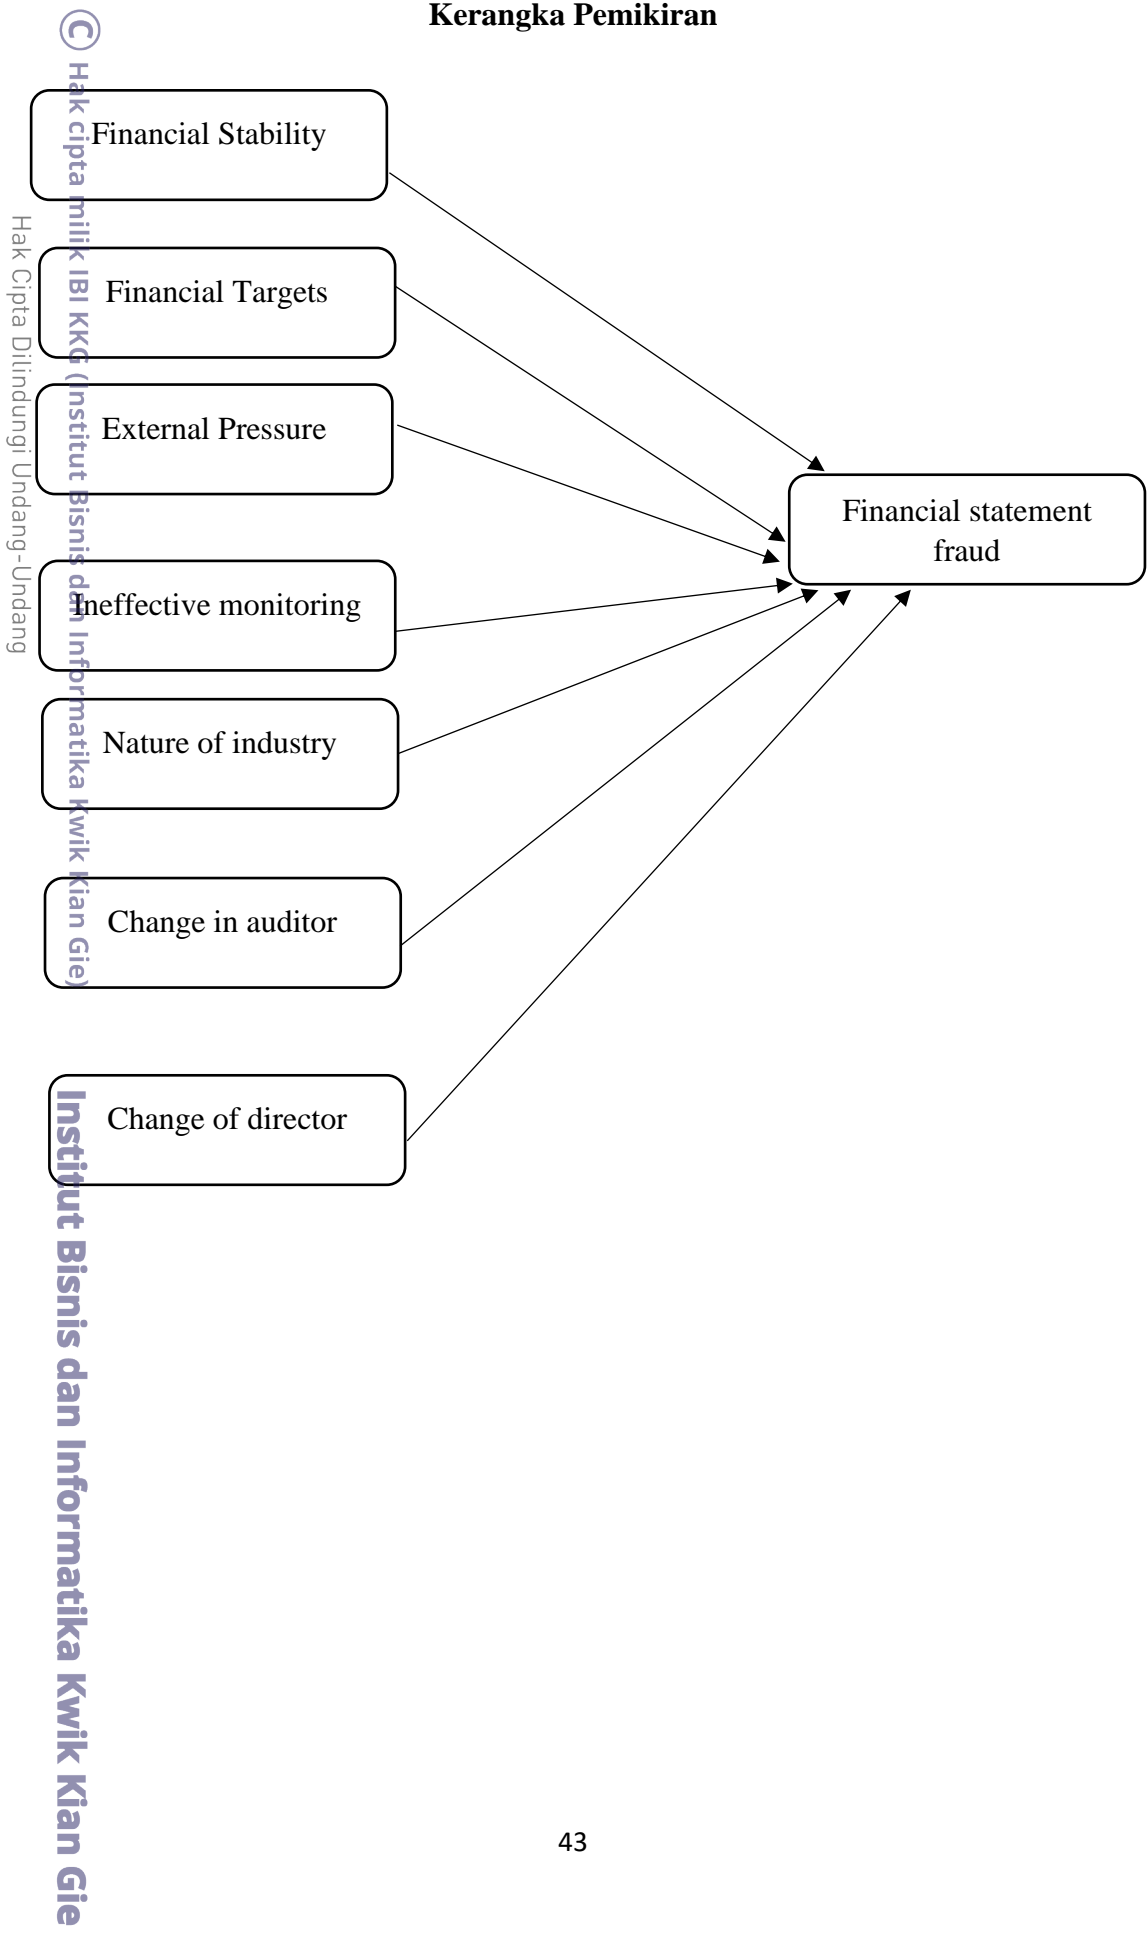 Kerangka Pemikiran
© Hak cipta milik IBI KKG (Institut Bisnis dan Informatika Kwik Kian Gie)
Hak Cipta Dilindungi Undang-Undang
Financial Stability
Financial Targets
External Pressure
Ineffective monitoring
Nature of industry
Change in auditor
Change of director
Financial statement
fraud
Institut Bisnis dan Informatika Kwik Kian Gie
43